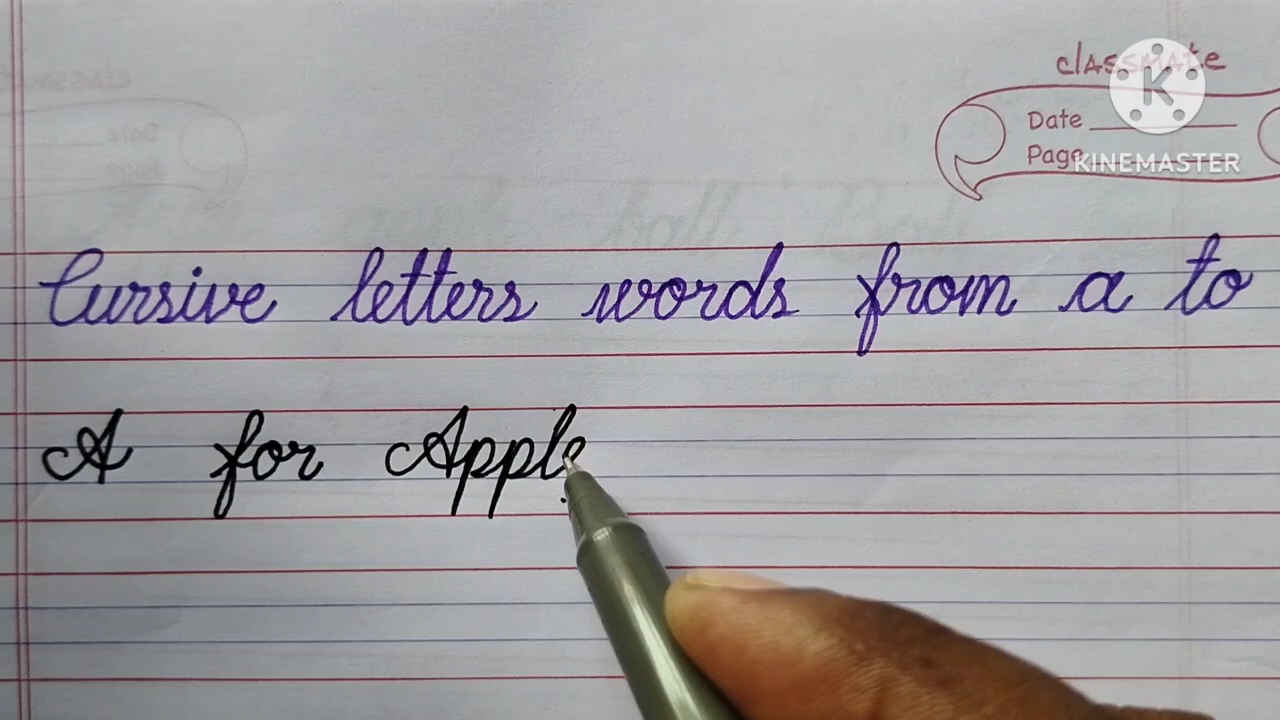 classmate
Date
Page
KINEMASTER
Cursive letters words from a to
A for Apple